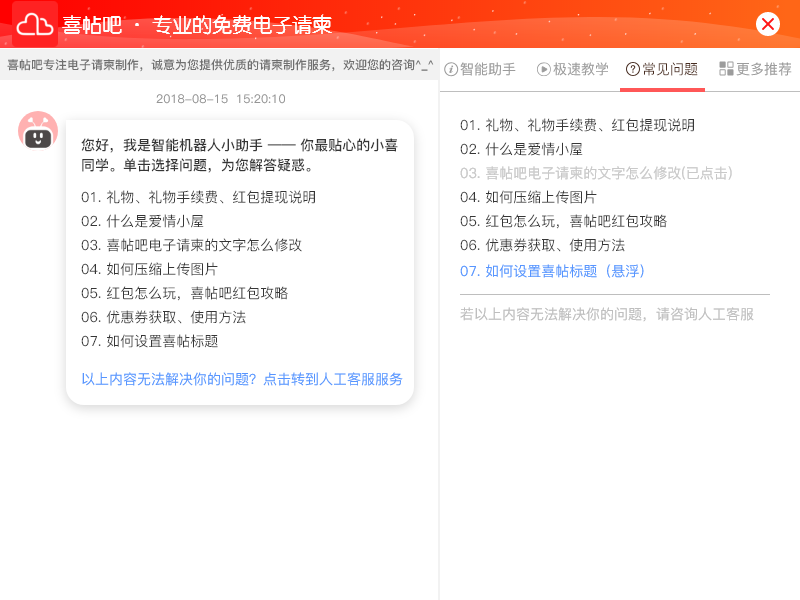 喜帖吧 · 专业的免费电子请柬
喜帖吧专注电子请柬制作，诚意为您提供优质的请柬制作服务，欢迎您的咨询^_^
智能助手 极速教学 常见问题 更多推荐
2018-08-15 15:20:10
您好，我是智能机器人小助手 —— 你最贴心的小喜
同学。单击选择问题，为您解答疑惑。
01. 礼物、礼物手续费、红包提现说明
02. 什么是爱情小屋
03. 喜帖吧电子请柬的文字怎么修改
04. 如何压缩上传图片
05. 红包怎么玩，喜帖吧红包攻略
06. 优惠券获取、使用方法
07. 如何设置喜帖标题
以上内容无法解决你的问题？点击转到人工客服服务
01. 礼物、礼物手续费、红包提现说明
02. 什么是爱情小屋
03. 喜帖吧电子请柬的文字怎么修改(已点击)
04. 如何压缩上传图片
05. 红包怎么玩，喜帖吧红包攻略
06. 优惠券获取、使用方法
07. 如何设置喜帖标题（悬浮）
若以上内容无法解决你的问题，请咨询人工客服